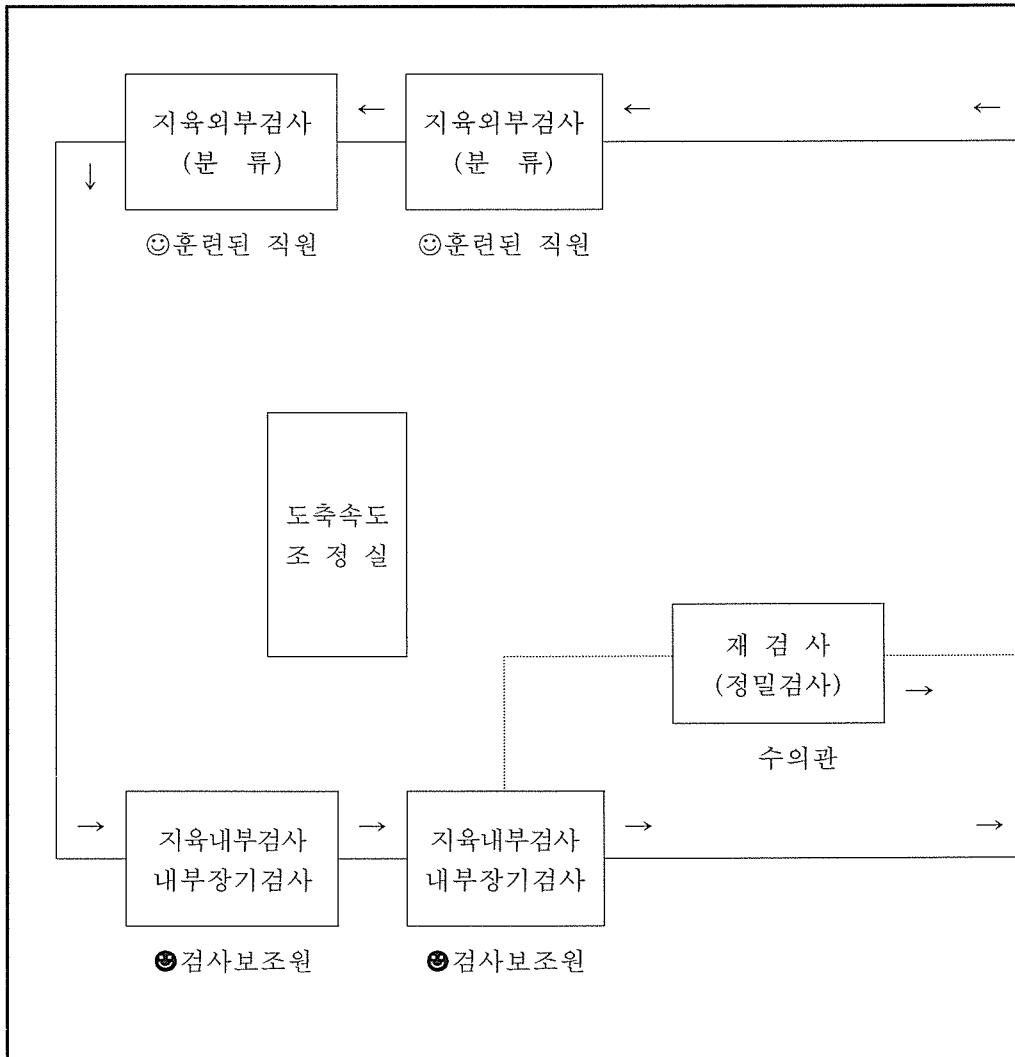 ← ← ←
지육외부검사 지육외부검사
(분 류) (분 류)
↓
☺훈련된 직원 ☺훈련된 직원
도축속도
조 정 실
재 검 사
(정밀검사)
→
수의관
→ → → →
지육내부검사 지육내부검사
내부장기검사 내부장기검사
☻검사보조원 ☻검사보조원